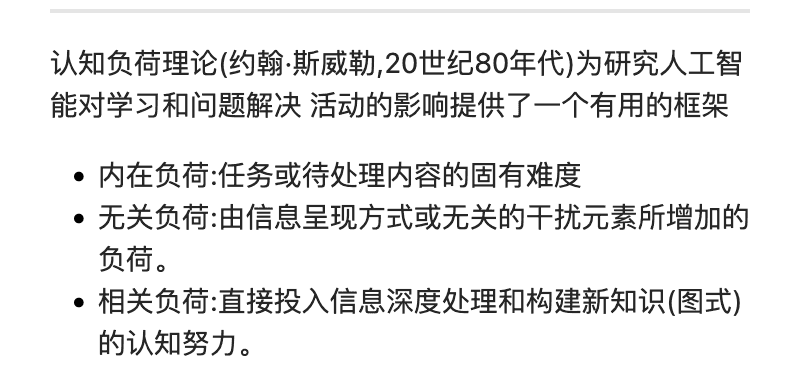 认知负荷理论(约翰·斯威勒,20世纪80年代)为研究人工智
能对学习和问题解决 活动的影响提供了一个有用的框架
• 内在负荷:任务或待处理内容的固有难度
• 无关负荷:由信息呈现方式或无关的干扰元素所增加的
负荷。
• 相关负荷:直接投入信息深度处理和构建新知识(图式)
的认知努力。